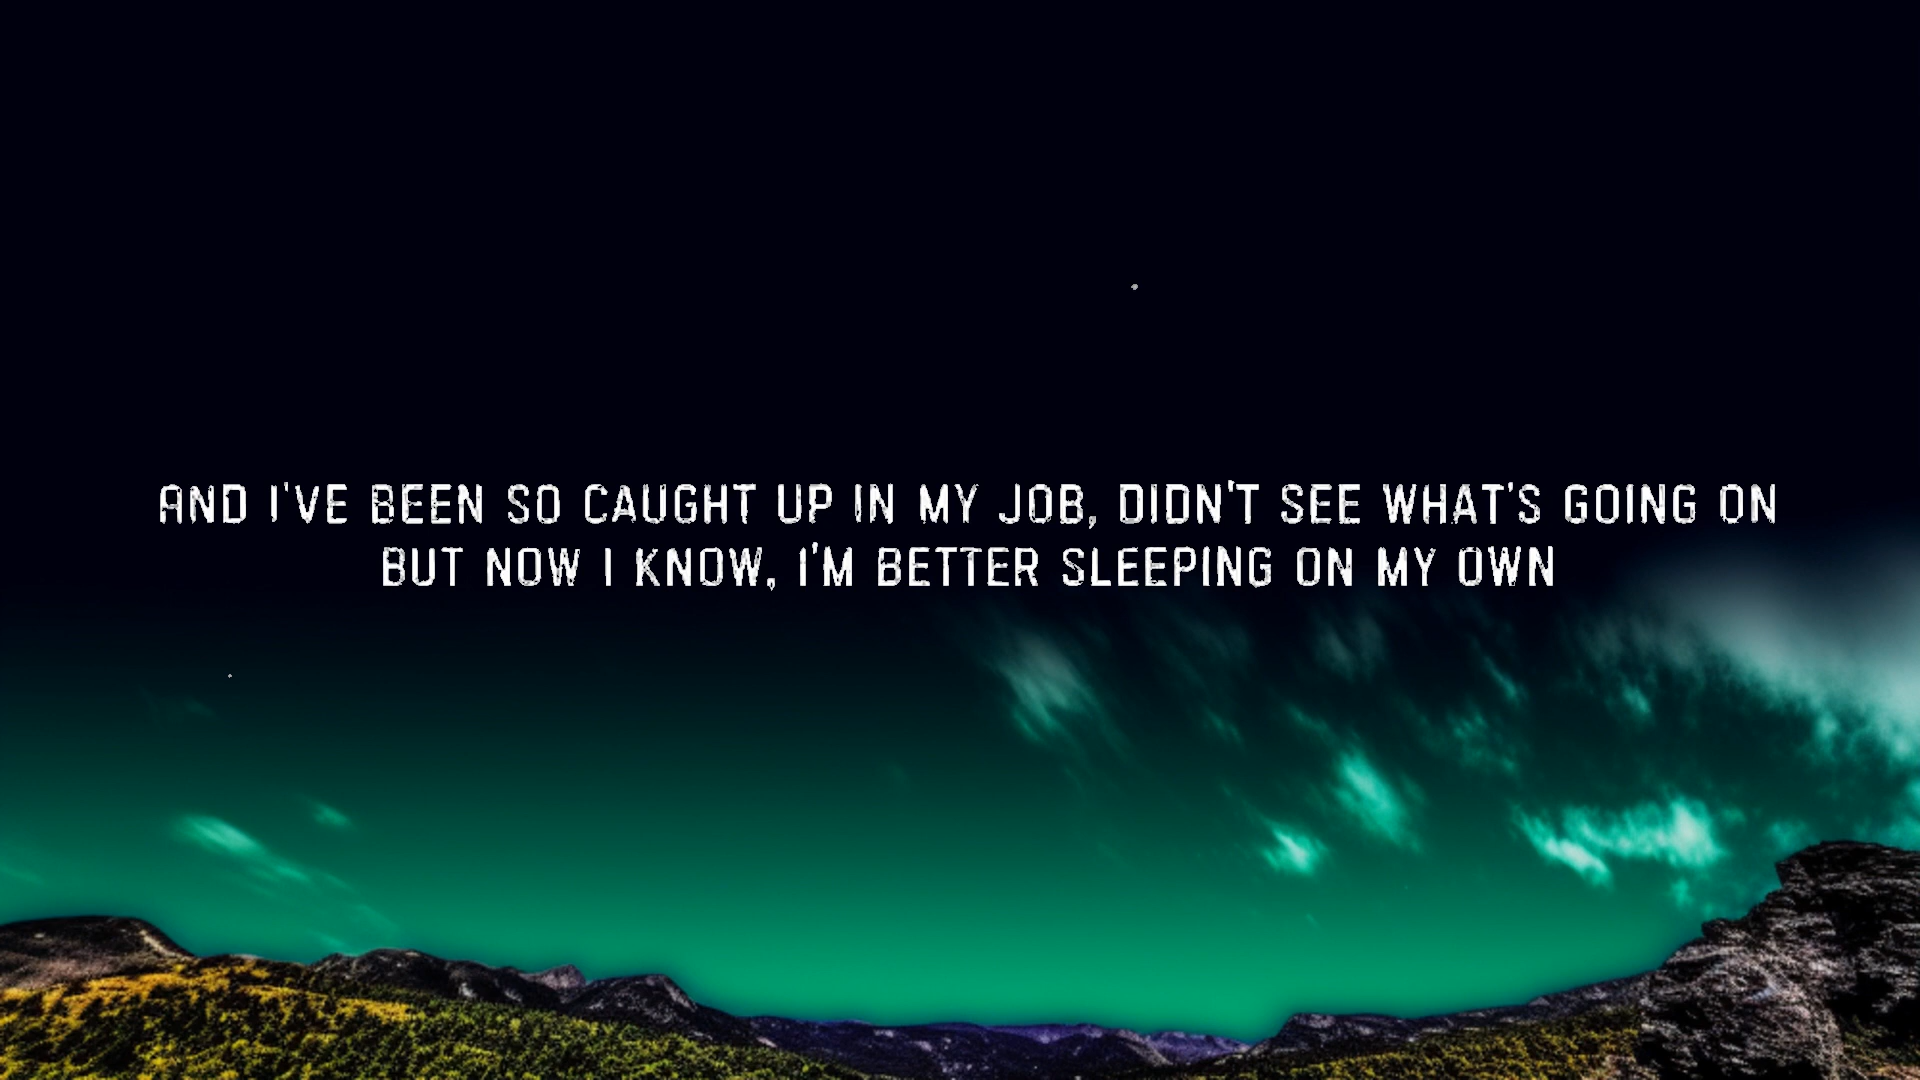 AND I'VE BEEN SO CAUGHT UP IN MY JOB, DIDN'T SEE WHAT'S GOING ON
BUT NOW I KNOW, I'M BETTER SLEEPING ON MY OWN